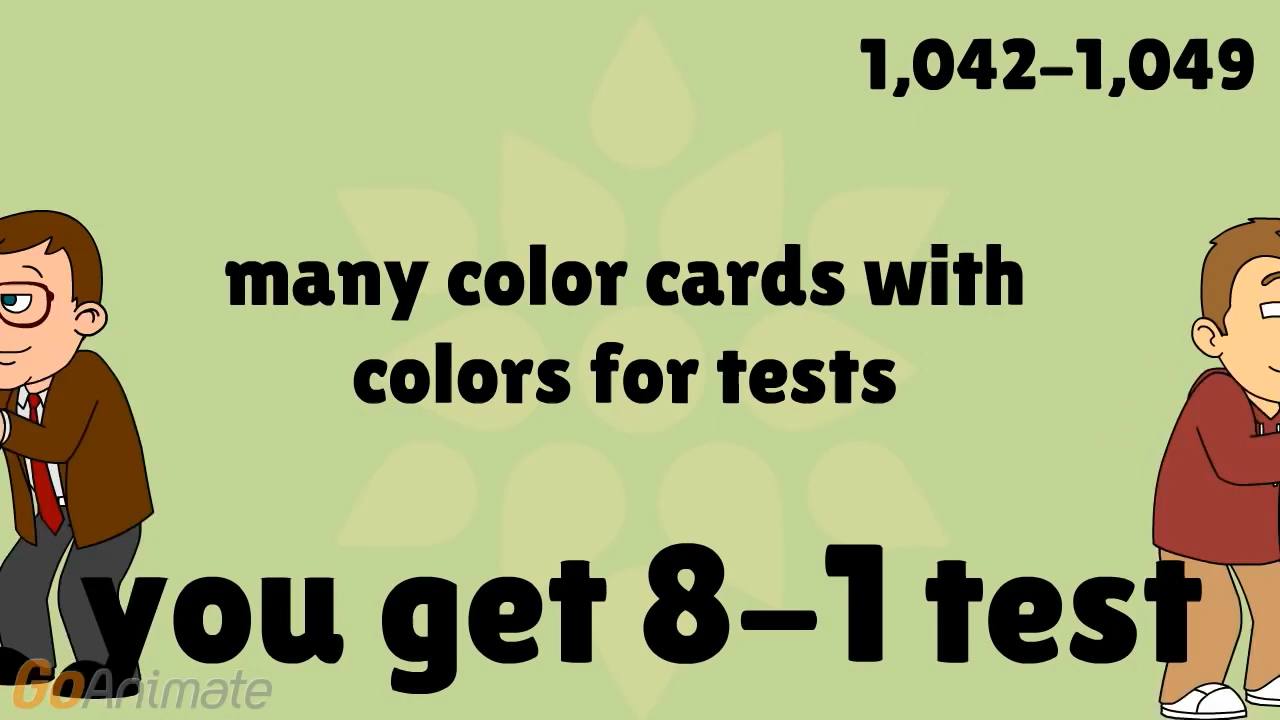 1,042-1,049
many color cards with
colors for tests
you get 8-1 test
GoAnimate